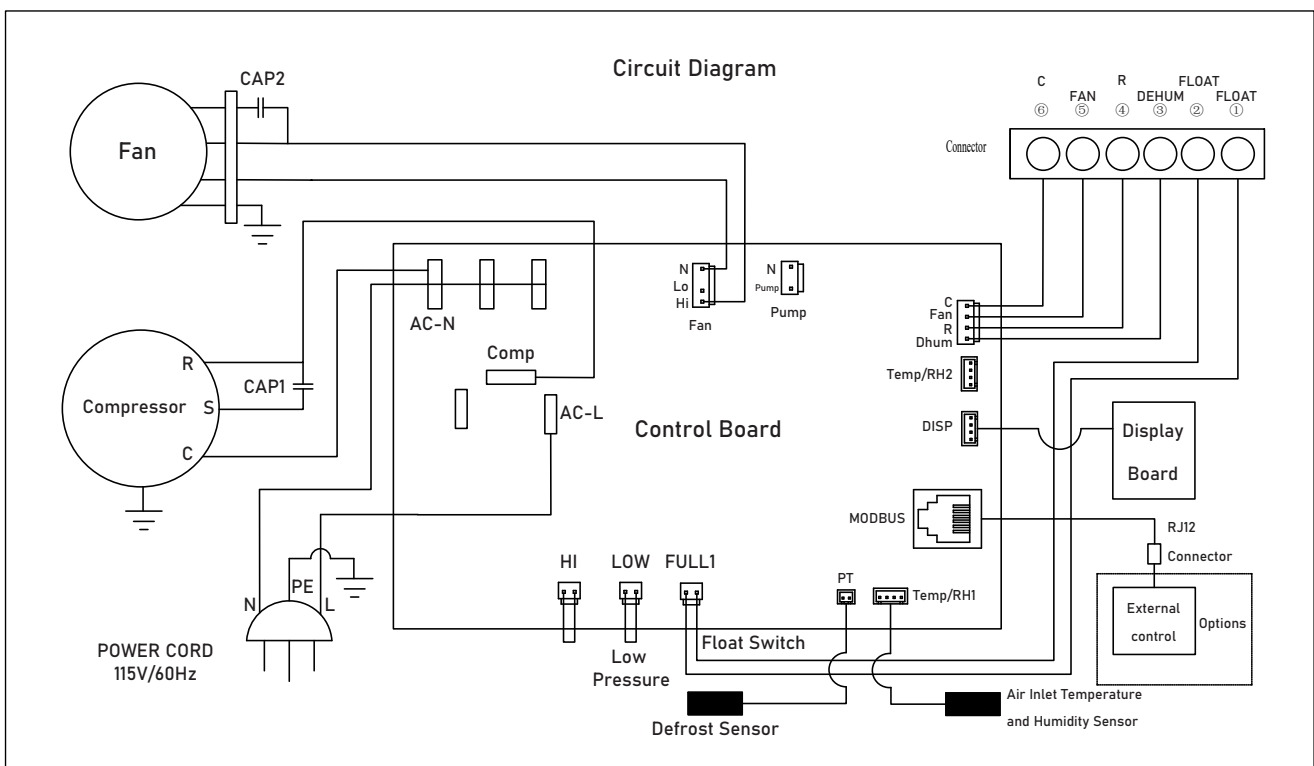 Circuit Diagram
CAP2
Fan
C
R
FLOAT
FAN
DEHUM
FLOAT
⑥
⑤
④
③
②
①
Connector
N
Lo
Hi
Fan
N
Pump
Pump
AC-N
Comp
AC-L
C
Fan
R
Dhum
Temp/RH2
R
CAP1
Compressor
S
C
Control Board
DISP
Display
Board
MODBUS
RJ12
Connector
HI
LOW
FULL1
PT
Temp/RH1
External
control
Options
N
PE
L
POWER CORD
115V/60Hz
Low
Pressure
Float Switch
Defrost Sensor
Air Inlet Temperature
and Humidity Sensor